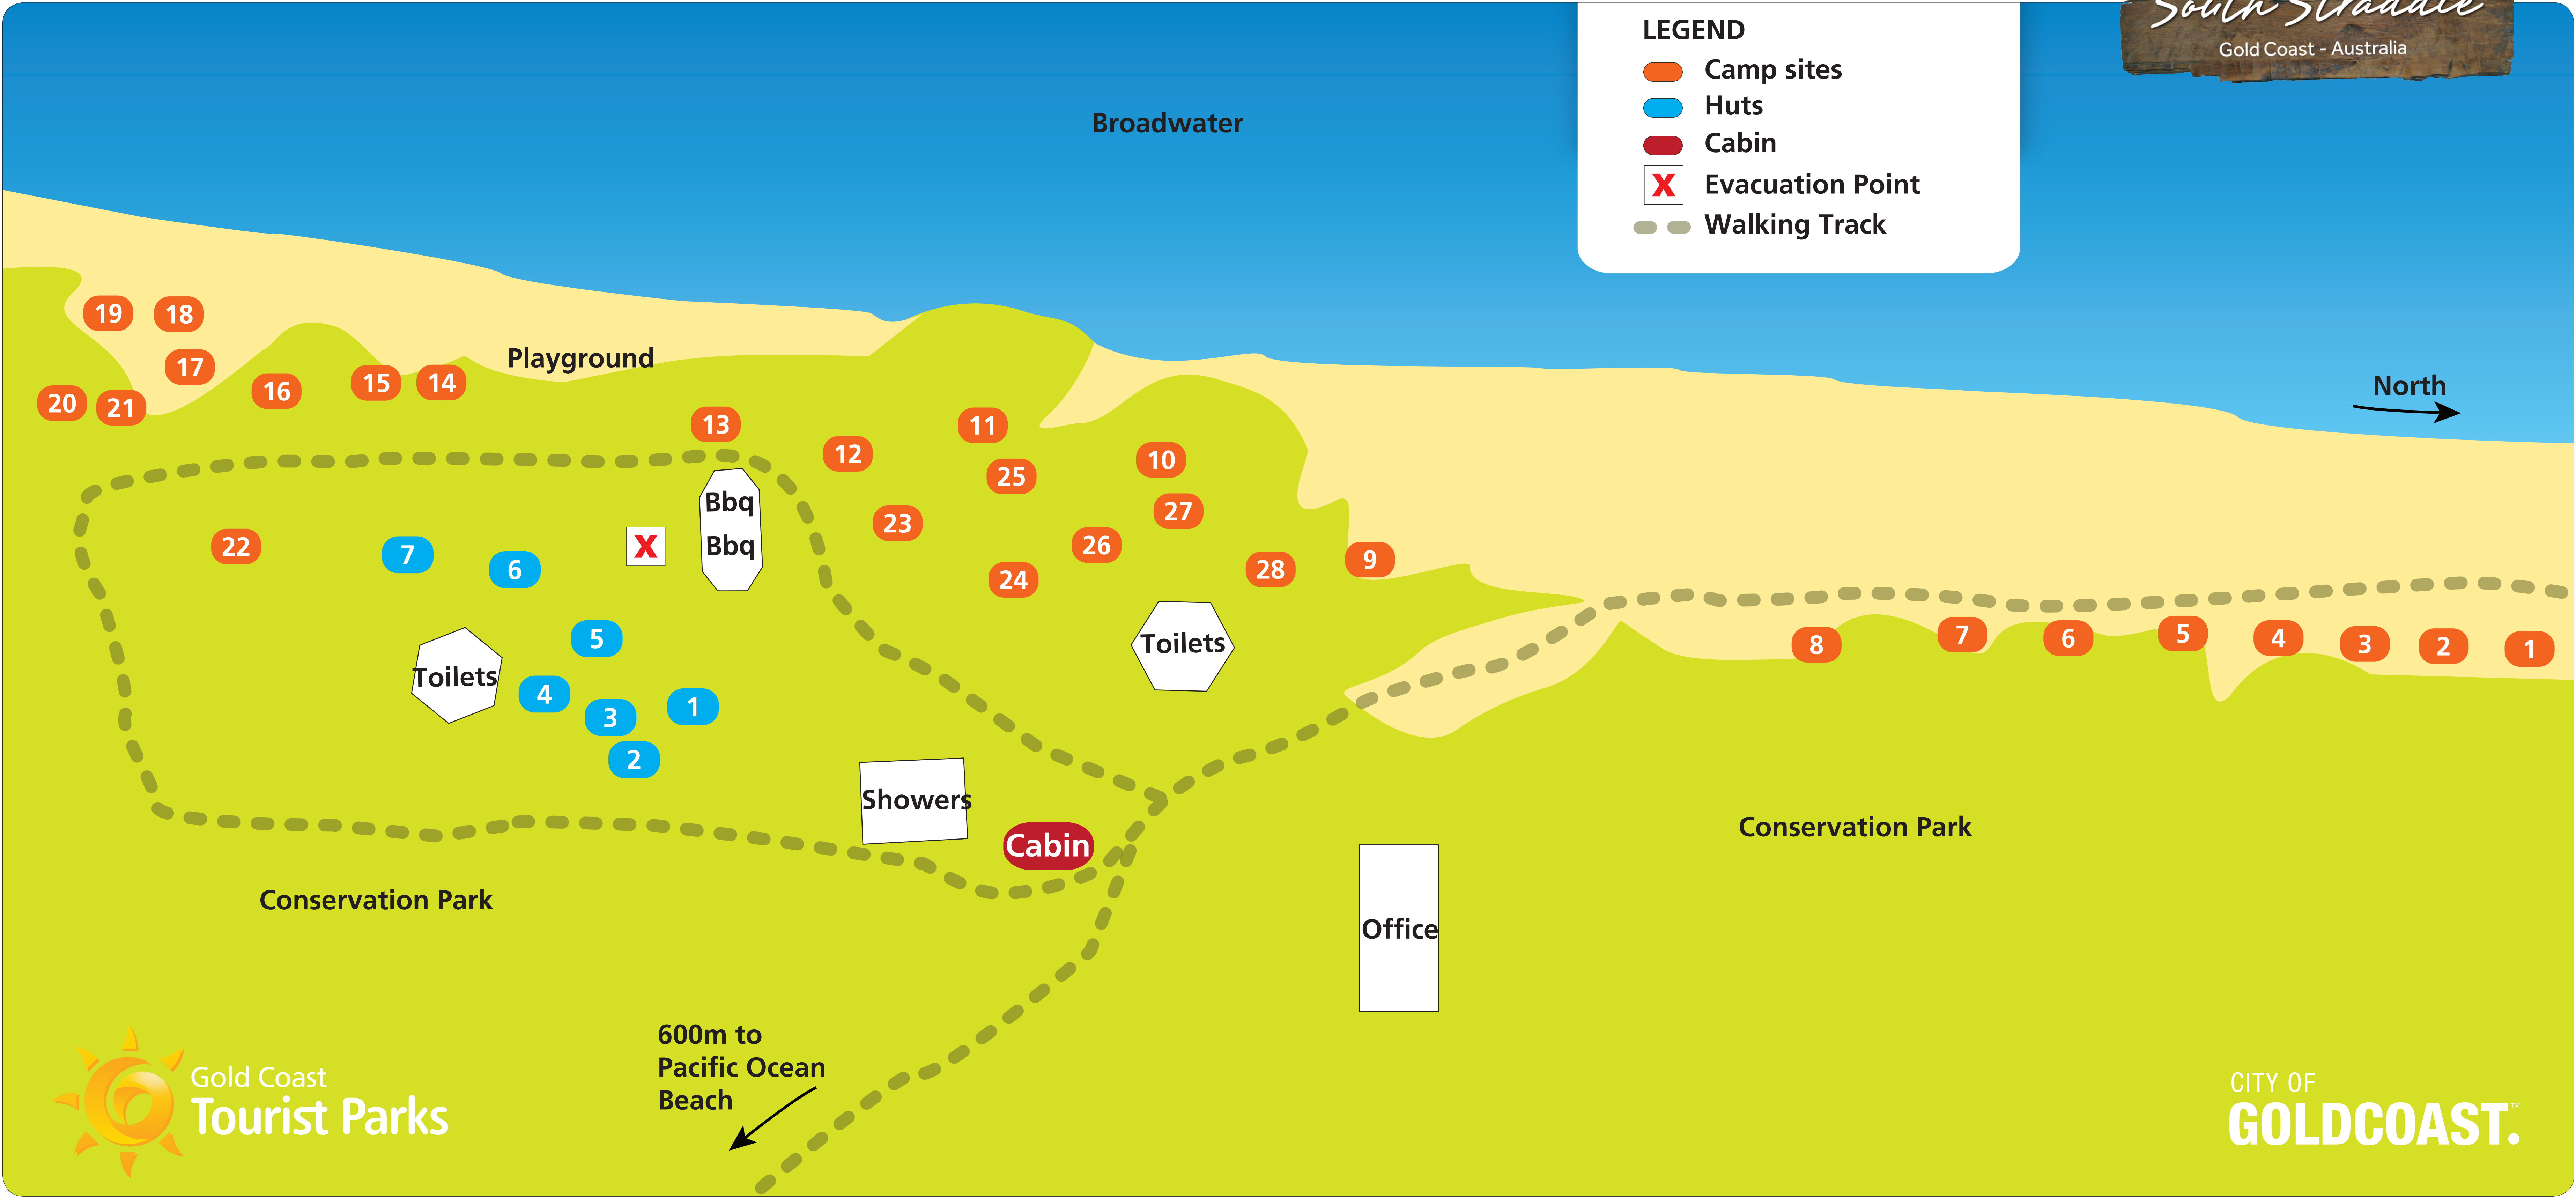 South Straddle
Gold Coast - Australia
LEGEND
Camp sites
Huts
Cabin
X Evacuation Point
Walking Track
Broadwater
North
19 18
17
20 21 16 15 14
Playground
13
12 11 10
25
23 27
26
24 28 9
22
7 6
X
Bbq
Bbq
5
4 3 1
2
Toilets
Toilets
8 7 6 5 4 3 2 1
Showers
Cabin
Office
Conservation Park
Conservation Park
600m to
Pacific Ocean
Beach
Gold Coast
Tourist Parks
CITY OF
GOLDCOAST.™